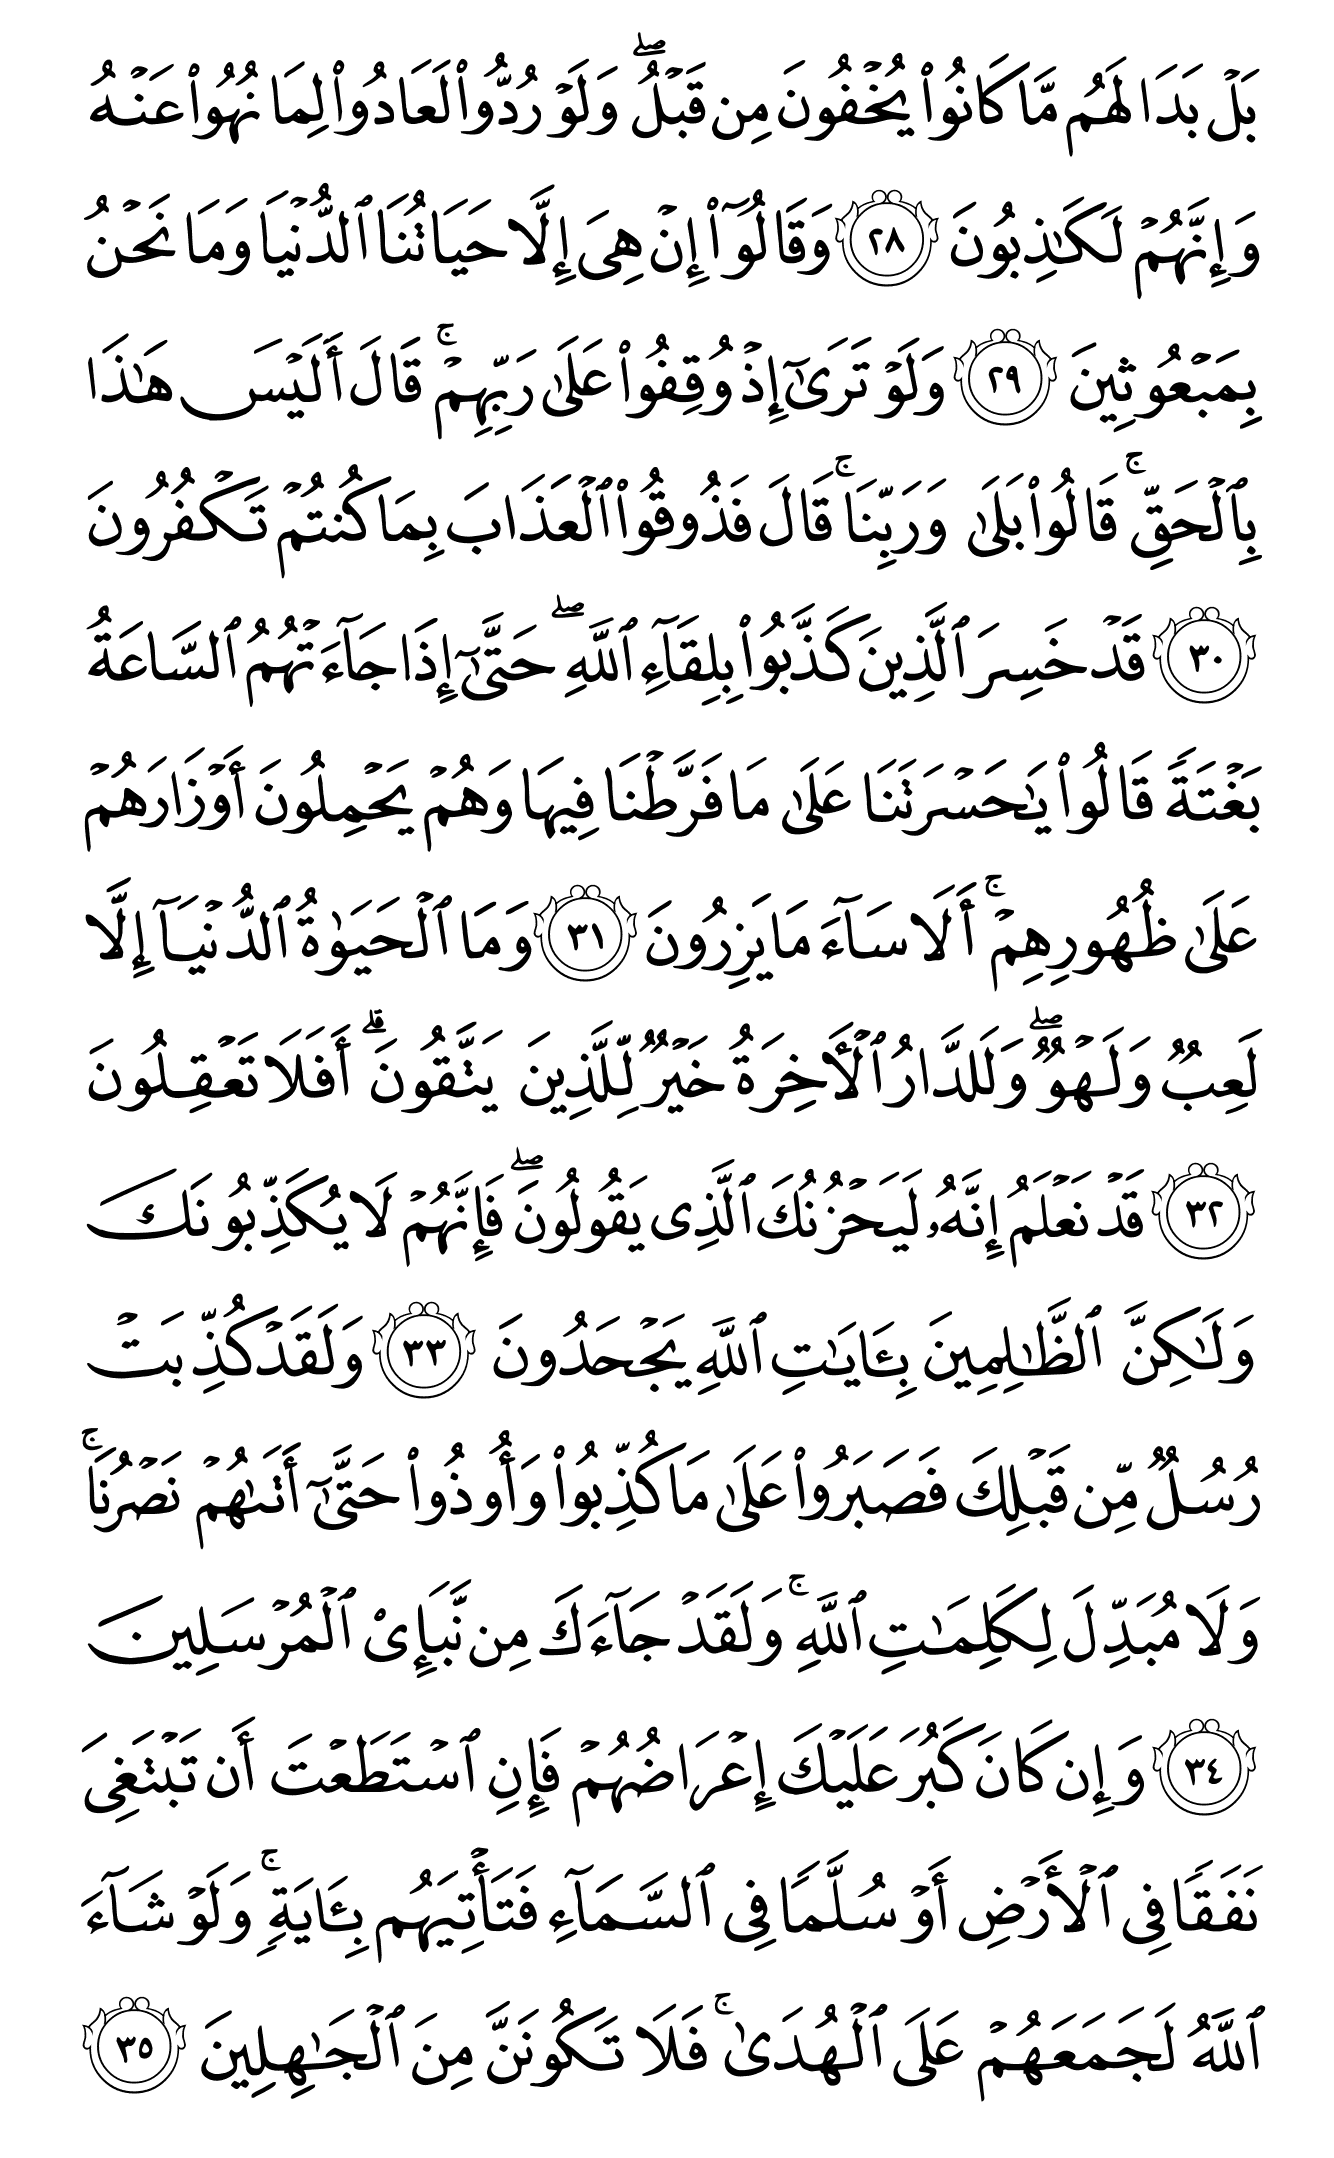 بَلْ بَدَا لَهُم مَّا كَانُوا۟ يُخْفُونَ مِن قَبْلُ ۖ وَلَوْ رُدُّوا۟ لَعَادُوا۟ لِمَا نُهُوا۟ عَنْهُ
وَإِنَّهُمْ لَكَـٰذِبُونَ ٢٨ وَقَالُوٓا۟ إِنْ هِىَ إِلَّا حَيَاتُنَا ٱلدُّنْيَا وَمَا نَحْنُ
بِمَبْعُوثِينَ ٢٩ وَلَوْ تَرَىٰٓ إِذْ وُقِفُوا۟ عَلَىٰ رَبِّهِمْ ۚ قَالَ أَلَيْسَ هَـٰذَا
بِٱلْحَقِّ ۚ قَالُوا۟ بَلَىٰ وَرَبِّنَا ۚ قَالَ فَذُوقُوا۟ ٱلْعَذَابَ بِمَا كُنتُمْ تَكْفُرُونَ
٣٠ قَدْ خَسِرَ ٱلَّذِينَ كَذَّبُوا۟ بِلِقَآءِ ٱللَّهِ ۖ حَتَّىٰٓ إِذَا جَآءَتْهُمُ ٱلسَّاعَةُ
بَغْتَةً قَالُوا۟ يَـٰحَسْرَتَنَا عَلَىٰ مَا فَرَّطْنَا فِيهَا وَهُمْ يَحْمِلُونَ أَوْزَارَهُمْ
عَلَىٰ ظُهُورِهِمْ ۚ أَلَا سَآءَ مَا يَزِرُونَ ٣١ وَمَا ٱلْحَيَوٰةُ ٱلدُّنْيَآ إِلَّا
لَعِبٌ وَلَهْوٌ ۖ وَلَلدَّارُ ٱلْأَخِرَةُ خَيْرٌ لِّلَّذِينَ يَتَّقُونَ ۗ أَفَلَا تَعْقِلُونَ
٣٢ قَدْ نَعْلَمُ إِنَّهُۥ لَيَحْزُنُكَ ٱلَّذِى يَقُولُونَ ۖ فَإِنَّهُمْ لَا يُكَذِّبُونَكَ
وَلَـٰكِنَّ ٱلظَّـٰلِمِينَ بِـَٔايَـٰتِ ٱللَّهِ يَجْحَدُونَ ٣٣ وَلَقَدْ كُذِّبَتْ
رُسُلٌ مِّن قَبْلِكَ فَصَبَرُوا۟ عَلَىٰ مَا كُذِّبُوا۟ وَأُوذُوا۟ حَتَّىٰٓ أَتَىٰهُمْ نَصْرُنَا ۚ
وَلَا مُبَدِّلَ لِكَلِمَـٰتِ ٱللَّهِ ۚ وَلَقَدْ جَآءَكَ مِن نَّبَإِى۟ ٱلْمُرْسَلِينَ
٣٤ وَإِن كَانَ كَبُرَ عَلَيْكَ إِعْرَاضُهُمْ فَإِنِ ٱسْتَطَعْتَ أَن تَبْتَغِىَ
نَفَقًا فِى ٱلْأَرْضِ أَوْ سُلَّمًا فِى ٱلسَّمَآءِ فَتَأْتِيَهُم بِـَٔايَةٍ ۚ وَلَوْ شَآءَ
ٱللَّهُ لَجَمَعَهُمْ عَلَى ٱلْهُدَىٰ ۚ فَلَا تَكُونَنَّ مِنَ ٱلْجَـٰهِلِينَ ٣٥